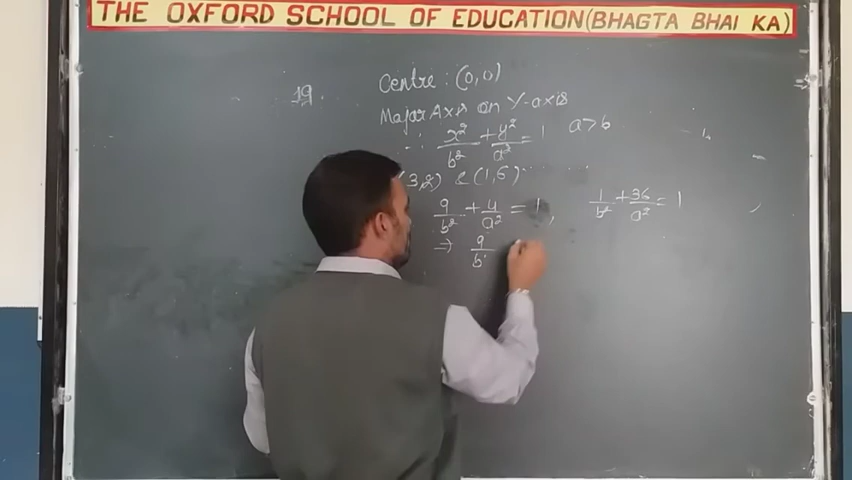 THE OXFORD SCHOOL OF EDUCATION(BHAGTA BHAI KA)
19. Centre : (0,0)
Major Axis on Y-axis
∴ x²/b² + y²/a² = 1 a>b
(3,2) & (1,6)
9/b² + 4/a² = 1, 1/b² + 36/a² = 1
⇒ 9/b